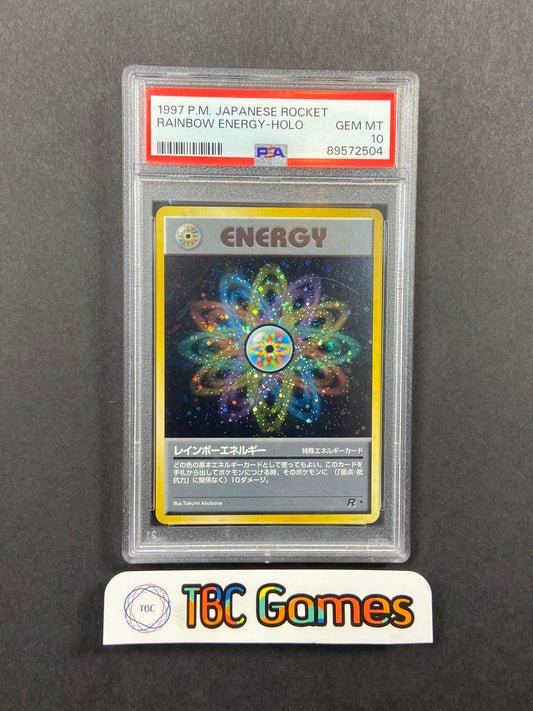 1997 P.M. JAPANESE ROCKET
RAINBOW ENERGY-HOLO
GEM MT
10
PSA
89572504
ENERGY
レインボーエネルギー
特殊エネルギーカード
どの色の基本エネルギーカードとして使ってもよい。このカードを
手札から出してポケモンにつける時、そのポケモンに（「弱点・抵
抗力」に関係なく）10ダメージ。
Illus.Takumi Akabane
R
TBC
TBC Games